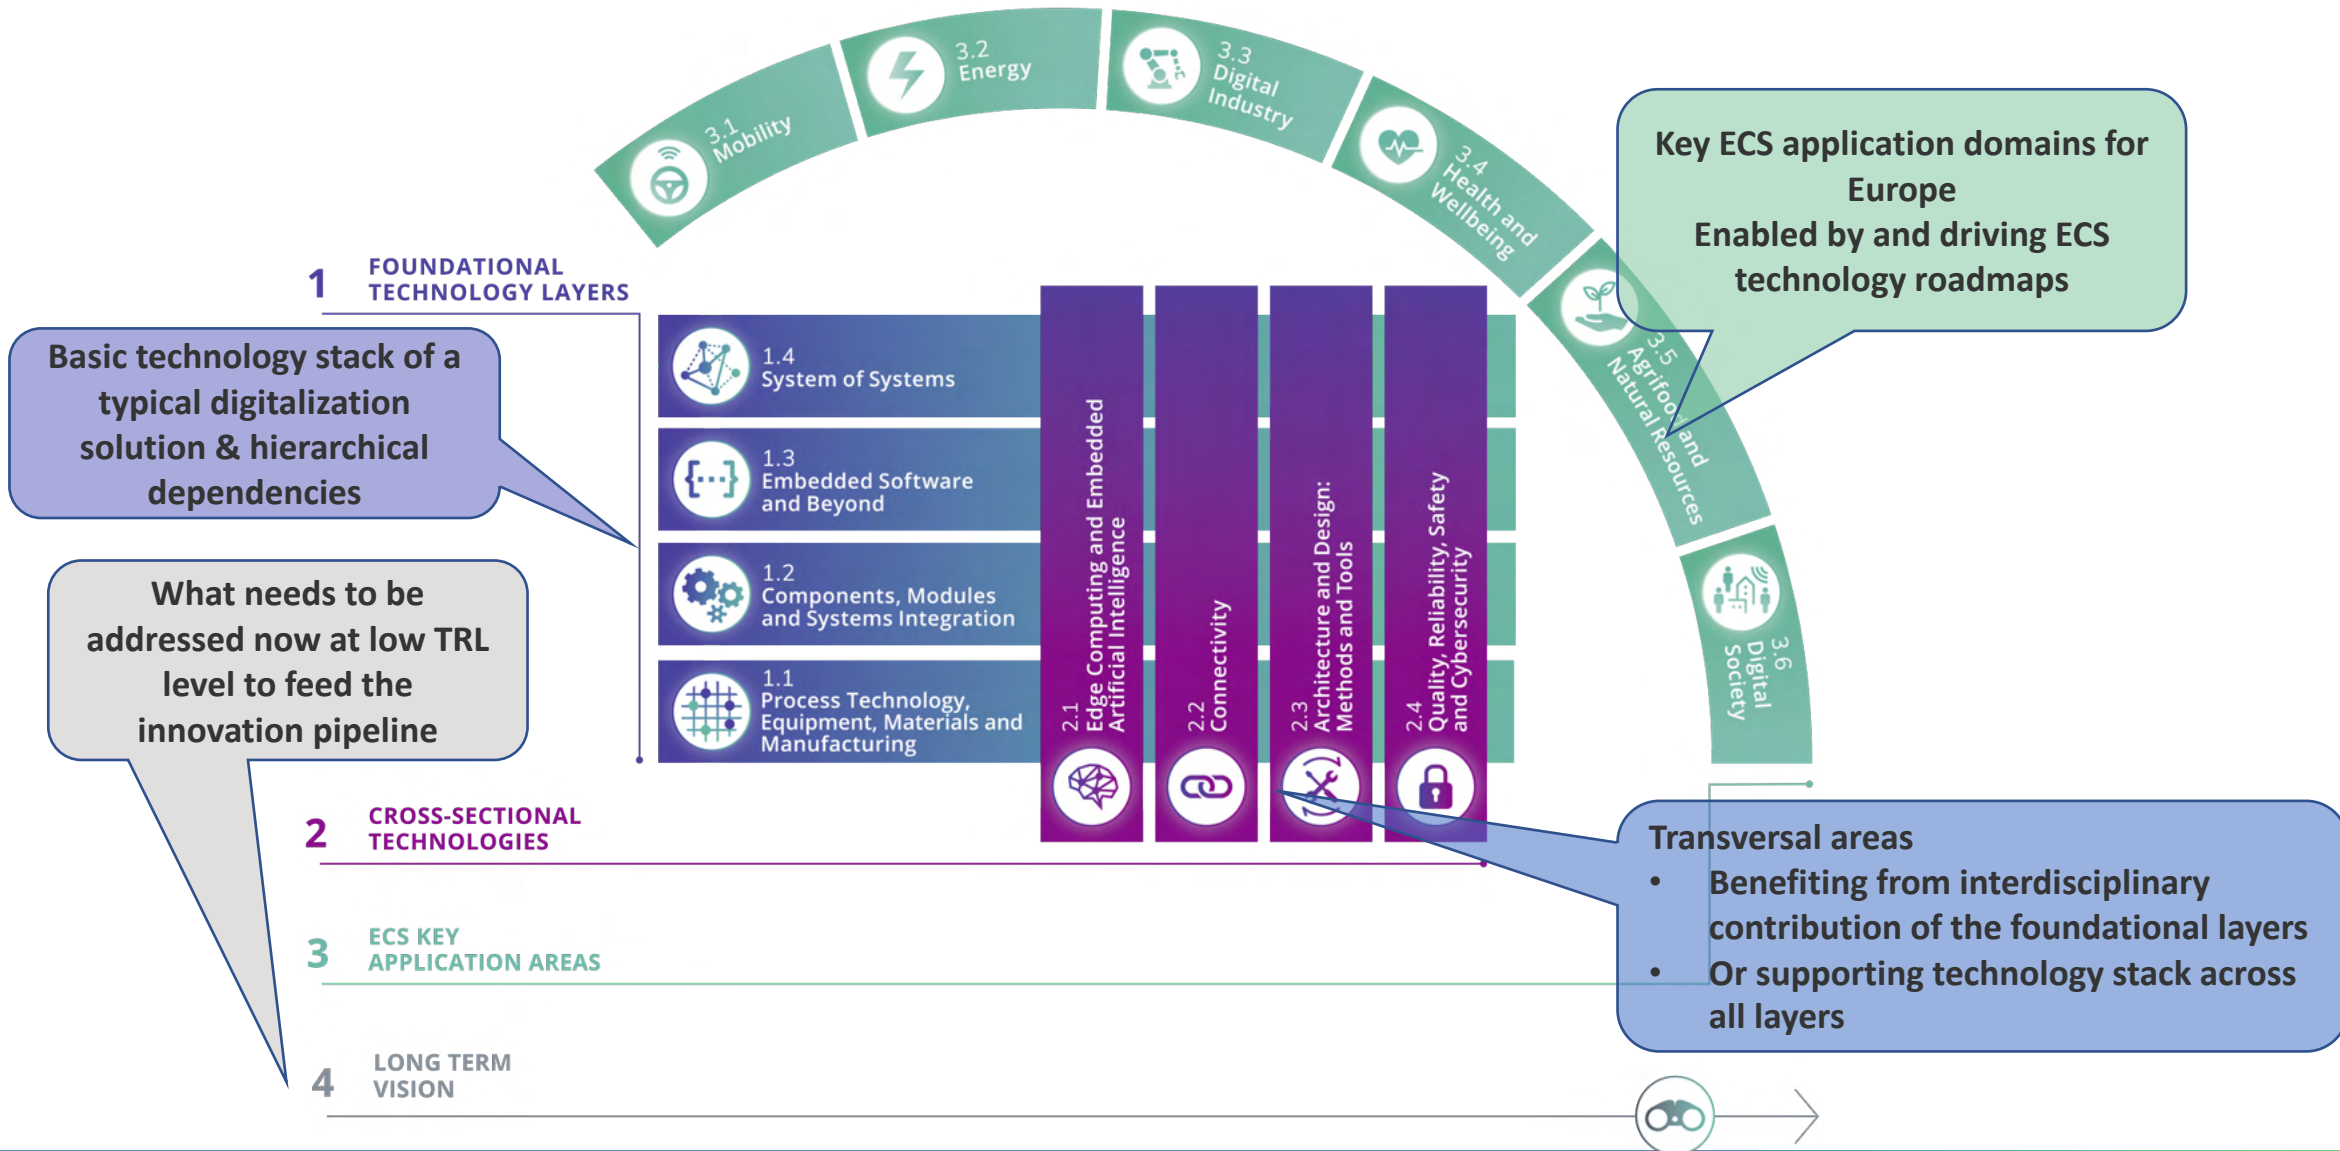 3.1
Mobility
3.2
Energy
3.3
Digital
Industry
3.4
Health and
Wellbeing
3.5
Agrifood and
Natural Resources
3.6
Digital
Society
Key ECS application domains for
Europe
Enabled by and driving ECS
technology roadmaps
1
FOUNDATIONAL
TECHNOLOGY LAYERS
Basic technology stack of a
typical digitalization
solution & hierarchical
dependencies
What needs to be
addressed now at low TRL
level to feed the
innovation pipeline
1.4
System of Systems
1.3
Embedded Software
and Beyond
1.2
Components, Modules
and Systems Integration
1.1
Process Technology,
Equipment, Materials and
Manufacturing
2.1
Edge Computing and Embedded
Artificial Intelligence
2.2
Connectivity
2.3
Architecture and Design:
Methods and Tools
2.4
Quality, Reliability, Safety
and Cybersecurity
2
CROSS-SECTIONAL
TECHNOLOGIES
Transversal areas
• Benefiting from interdisciplinary
contribution of the foundational layers
• Or supporting technology stack across
all layers
3
ECS KEY
APPLICATION AREAS
4
LONG TERM
VISION